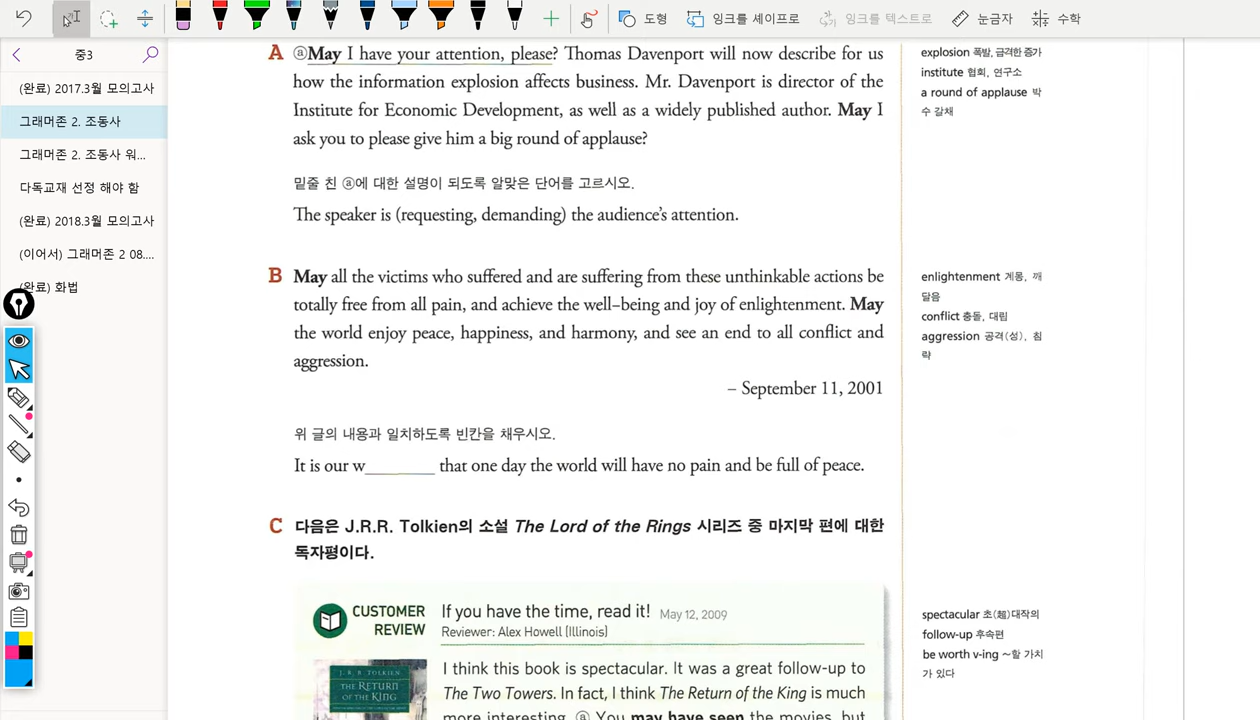 도형
잉크를 셰이프로
잉크를 텍스트로
눈금자
수학
중3
(완료) 2017.3월 모의고사
그래머존 2. 조동사
그래머존 2. 조동사 워...
다독교재 선정 해야 함
(완료) 2018.3월 모의고사
(이어서) 그래머존 2 08....
(완료) 화법
A ⓐMay I have your attention, please? Thomas Davenport will now describe for us
how the information explosion affects business. Mr. Davenport is director of the
Institute for Economic Development, as well as a widely published author. May I
ask you to please give him a big round of applause?
밑줄 친 ⓐ에 대한 설명이 되도록 알맞은 단어를 고르시오.
The speaker is (requesting, demanding) the audience's attention.
explosion 폭발, 급격한 증가
institute 협회, 연구소
a round of applause 박
수 갈채
B May all the victims who suffered and are suffering from these unthinkable actions be
totally free from all pain, and achieve the well-being and joy of enlightenment. May
the world enjoy peace, happiness, and harmony, and see an end to all conflict and
aggression.
– September 11, 2001
위 글의 내용과 일치하도록 빈칸을 채우시오.
It is our w________ that one day the world will have no pain and be full of peace.
enlightenment 계몽, 깨
달음
conflict 충돌, 대립
aggression 공격(성), 침
략
C 다음은 J.R.R. Tolkien의 소설 The Lord of the Rings 시리즈 중 마지막 편에 대한
독자평이다.
CUSTOMER
REVIEW
If you have the time, read it! May 12, 2009
Reviewer: Alex Howell (Illinois)
J. R. R. TOLKIEN
THE RETURN
OF THE KING
I think this book is spectacular. It was a great follow-up to
The Two Towers. In fact, I think The Return of the King is much
more interesting. ⓐ You may have seen the movies, but
spectacular 초(超)대작의
follow-up 후속편
be worth v-ing ~할 가치
가 있다